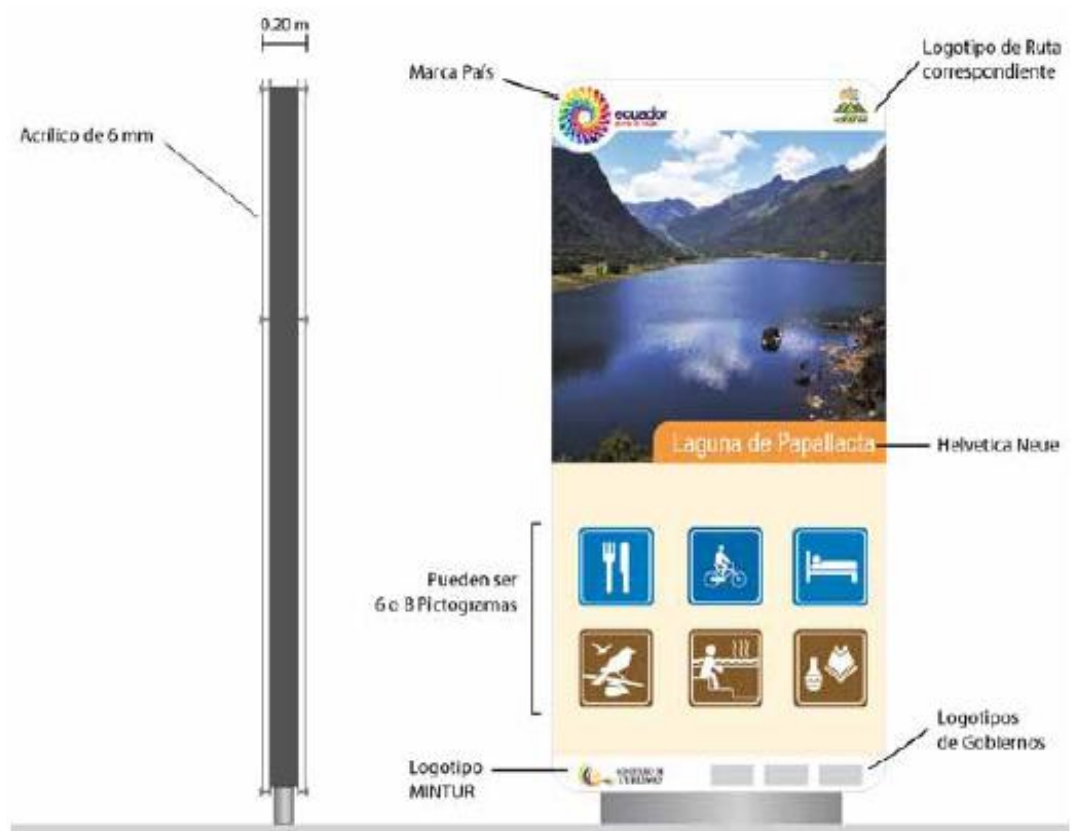 0.20 m
Acrílico de 6 mm
Marca País
Logotipo de Ruta
correspondiente
ecuador
Laguna de Papallacta
Helvetica Neue
Pueden ser
6 o 8 Pictogramas
Logotipo
MINTUR
Logotipos
de Gobiernos